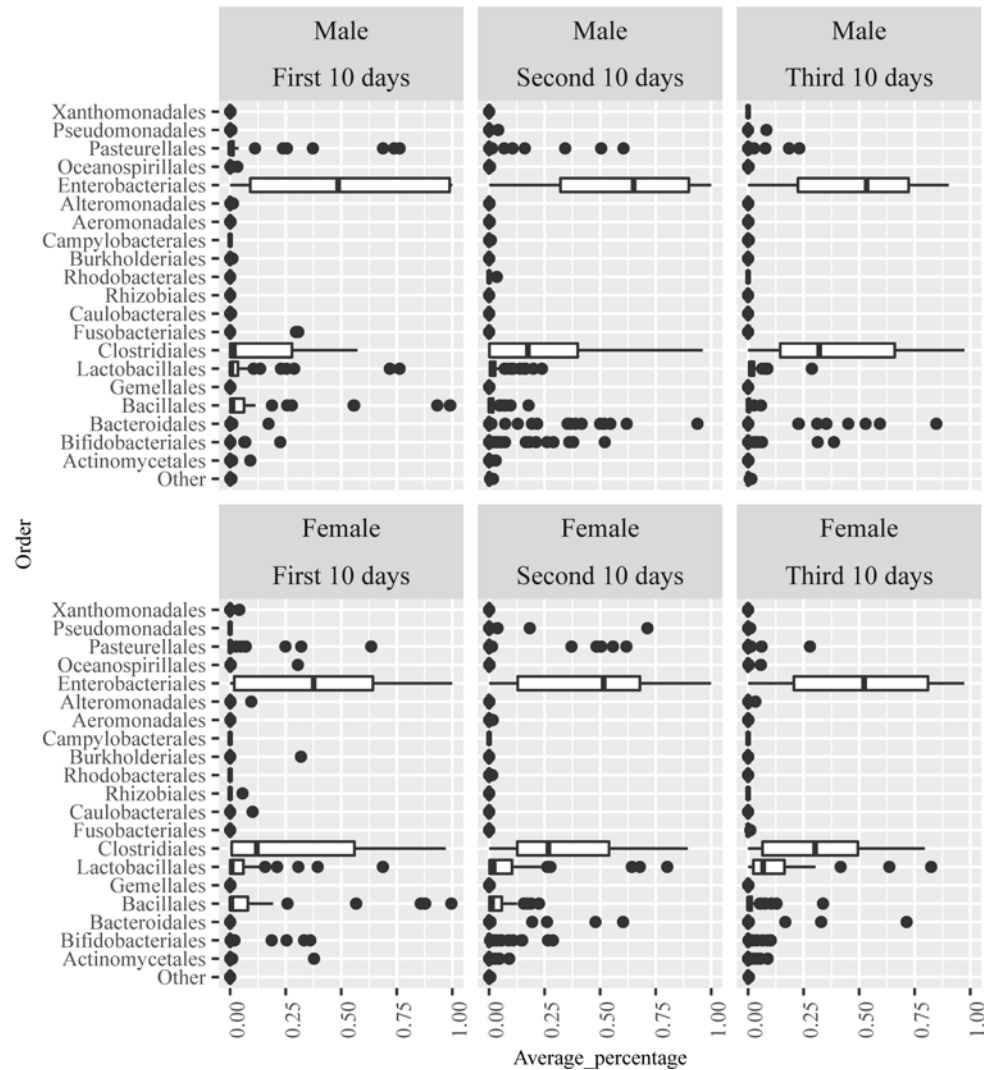 Male Male Male
First 10 days Second 10 days Third 10 days
Xanthomonadales
Pseudomonadales
Pasteurellales
Oceanospirillales
Enterobacteriales
Alteromonadales
Aeromonadales
Campylobacterales
Burkholderiales
Rhodobacterales
Rhizobiales
Caulobacterales
Fusobacteriales
Clostridiales
Lactobacillales
Gemellales
Bacillales
Bacteroidales
Bifidobacteriales
Actinomycetales
Other
Order
Female Female Female
First 10 days Second 10 days Third 10 days
Xanthomonadales
Pseudomonadales
Pasteurellales
Oceanospirillales
Enterobacteriales
Alteromonadales
Aeromonadales
Campylobacterales
Burkholderiales
Rhodobacterales
Rhizobiales
Caulobacterales
Fusobacteriales
Clostridiales
Lactobacillales
Gemellales
Bacillales
Bacteroidales
Bifidobacteriales
Actinomycetales
Other
0.00 0.25 0.50 0.75 1.00 0.00 0.25 0.50 0.75 1.00 0.00 0.25 0.50 0.75 1.00
Average_percentage